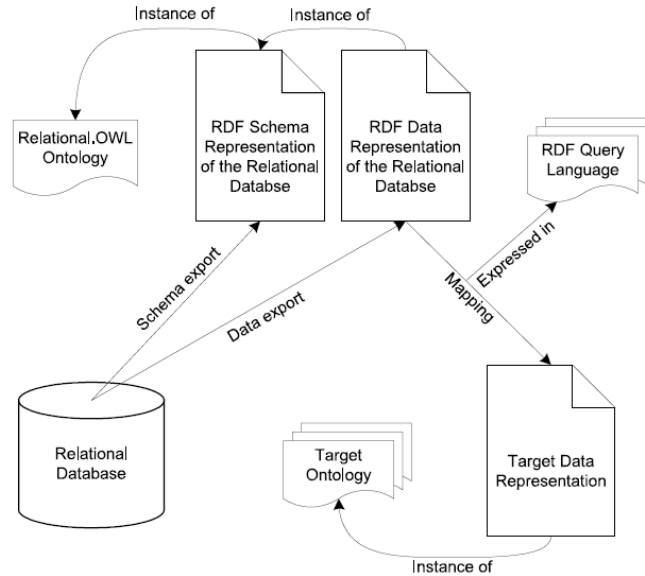 Instance of
Instance of
Relational.OWL
Ontology
RDF Schema
Representation
of the Relational
Databse
RDF Data
Representation
of the Relational
Databse
RDF Query
Language
Schema export
Data export
Expressed in
Mapping
Relational
Database
Target
Ontology
Target Data
Representation
Instance of